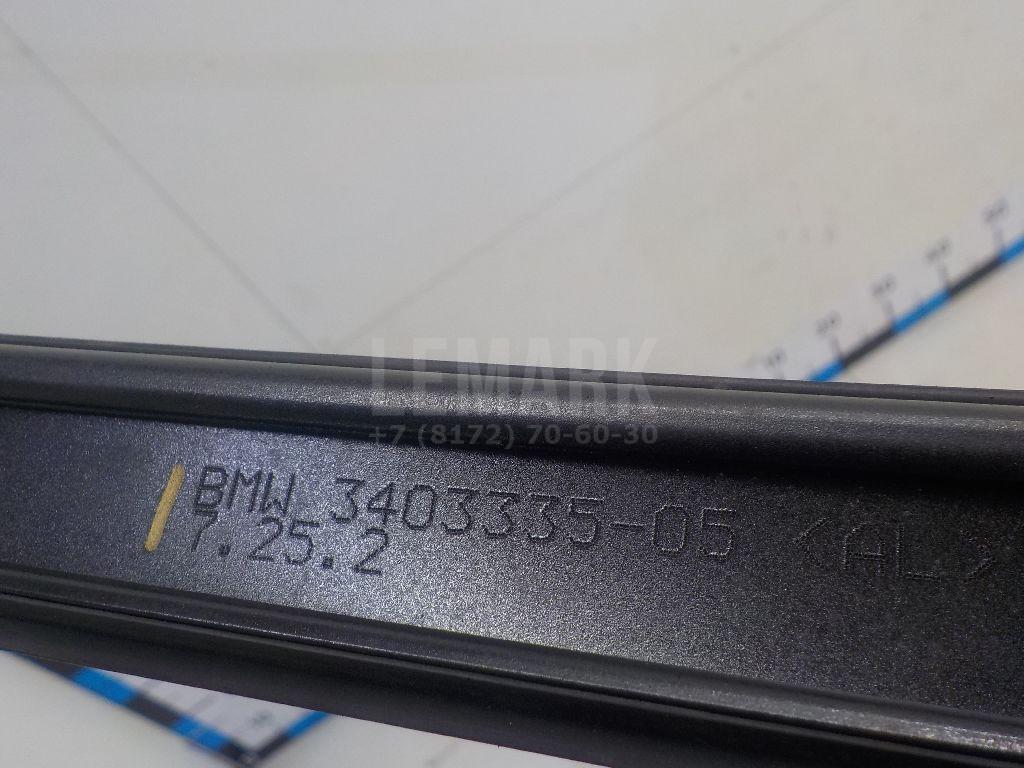 LEMARK
+7 (8172) 70-60-30
BMW 3403335-05 <AL>
7.25.2